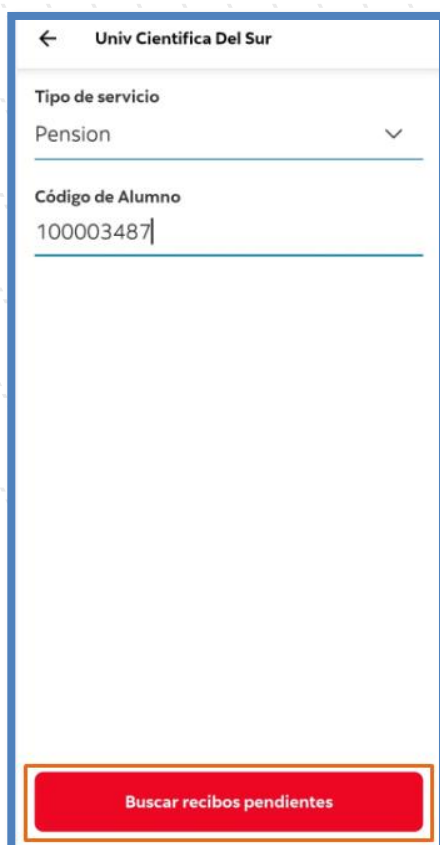 Univ Cientifica Del Sur
Tipo de servicio
Pension
Código de Alumno
100003487
Buscar recibos pendientes